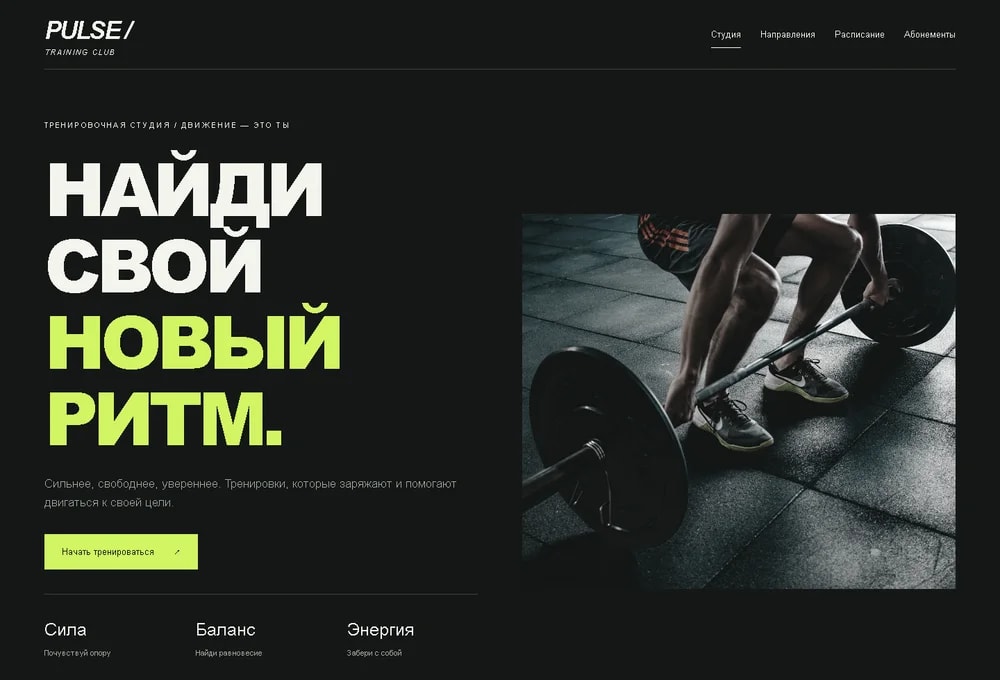 PULSE/
TRAINING CLUB
Студия Направления Расписание Абонементы
ТРЕНИРОВОЧНАЯ СТУДИЯ / ДВИЖЕНИЕ — ЭТО ТЫ
НАЙДИ
СВОЙ
НОВЫЙ
РИТМ.
Сильнее, свободнее, увереннее. Тренировки, которые заряжают и помогают
двигаться к своей цели.
Начать тренироваться ↗
Сила Баланс Энергия
Почувствуй опору Найди равновесие Забери с собой